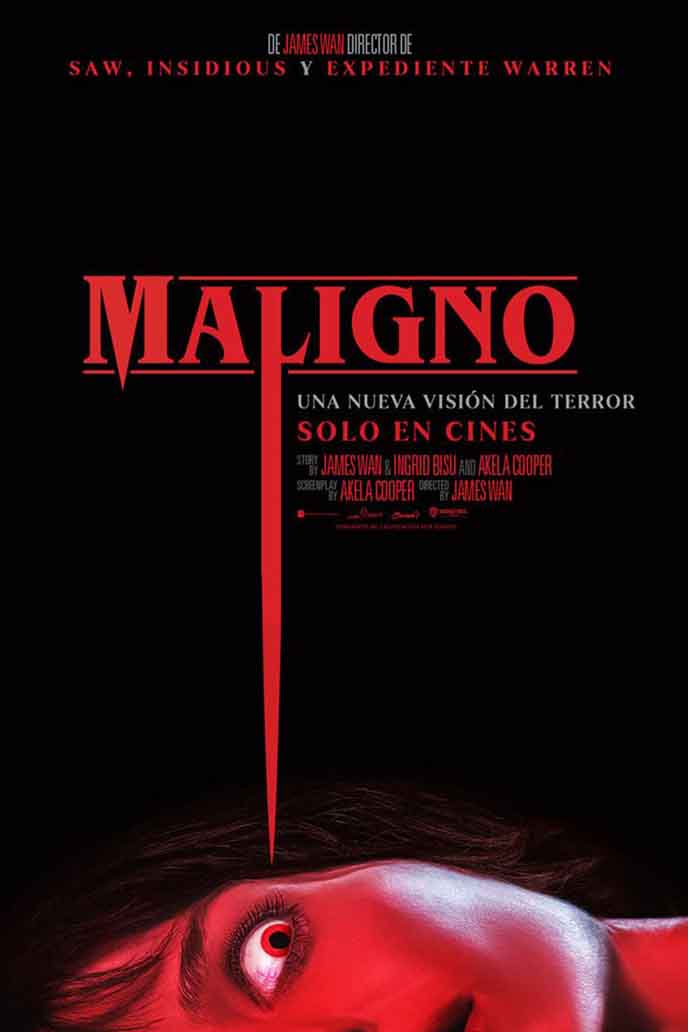 DE JAMES WAN DIRECTOR DE
SAW, INSIDIOUS Y EXPEDIENTE WARREN
MALIGNO
UNA NUEVA VISIÓN DEL TERROR
SOLO EN CINES
STORY BY JAMES WAN & INGRID BISU AND AKELA COOPER
SCREENPLAY BY AKELA COOPER DIRECTED BY JAMES WAN